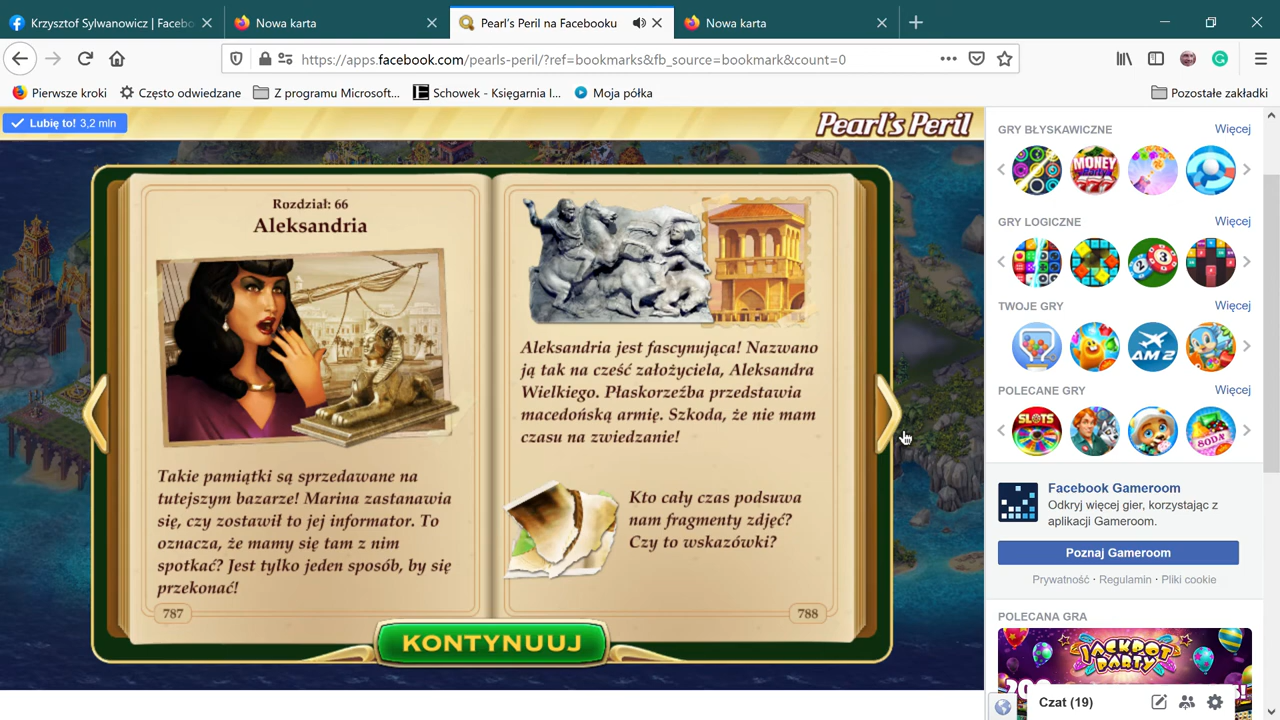 Krzysztof Sylwanowicz | Facebo
Nowa karta
Pearl's Peril na Facebooku
Nowa karta
https://apps.facebook.com/pearls-peril/?ref=bookmarks&fb_source=bookmark&count=0
Pierwsze kroki
Często odwiedzane
Z programu Microsoft...
Schowek - Księgarnia I...
Moja półka
Pozostałe zakładki
Lubię to! 3,2 mln
Pearl's Peril
Rozdział: 66
Aleksandria
Takie pamiątki są sprzedawane na
tutejszym bazarze! Marina zastanawia
się, czy zostawił to jej informator. To
oznacza, że mamy się tam z nim
spotkać? Jest tylko jeden sposób, by się
przekonać!
787
Aleksandria jest fascynująca! Nazwano
ją tak na cześć założyciela, Aleksandra
Wielkiego. Płaskorzeźba przedstawia
macedońską armię. Szkoda, że nie mam
czasu na zwiedzanie!
Kto cały czas podsuwa
nam fragmenty zdjęć?
Czy to wskazówki?
788
KONTYNUUJ
GRY BŁYSKAWICZNE
Więcej
MONEY
GRY LOGICZNE
Więcej
2
3
TWOJE GRY
Więcej
AM 2
POLECANE GRY
Więcej
SLOTS
SODA
Facebook Gameroom
Odkryj więcej gier, korzystając z
aplikacji Gameroom.
Poznaj Gameroom
Prywatność · Regulamin · Pliki cookie
POLECANA GRA
JACKPOT
PARTY
Czat (19)